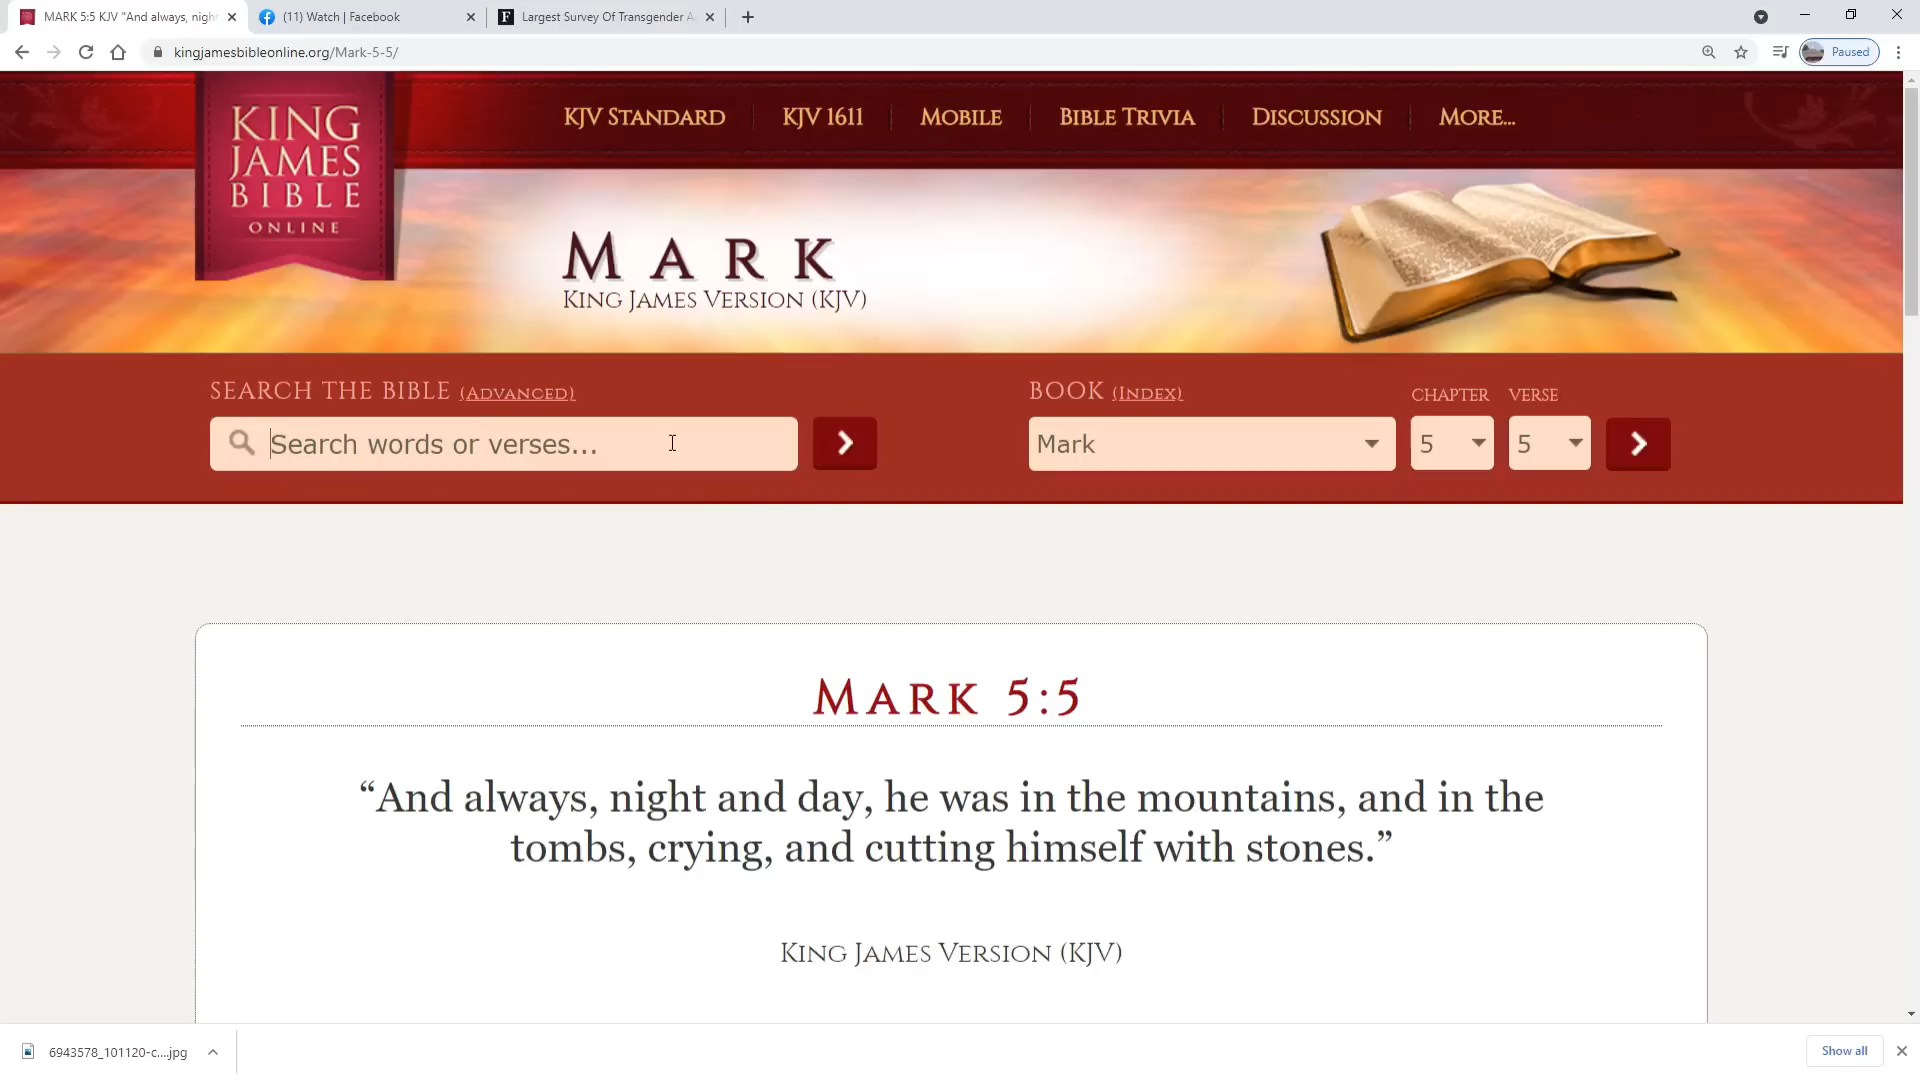 MARK 5:5 KJV "And always, nigh
(11) Watch | Facebook
Largest Survey Of Transgender A
kingjamesbibleonline.org/Mark-5-5/
Paused
KING
JAMES
BIBLE
ONLINE
KJV STANDARD
KJV 1611
MOBILE
BIBLE TRIVIA
DISCUSSION
MORE...
MARK
KING JAMES VERSION (KJV)
SEARCH THE BIBLE (ADVANCED)
BOOK (INDEX)
CHAPTER
VERSE
Search words or verses...
Mark
5
5
MARK 5:5
“And always, night and day, he was in the mountains, and in the
tombs, crying, and cutting himself with stones.”
KING JAMES VERSION (KJV)
6943578_101120-c....jpg
Show all